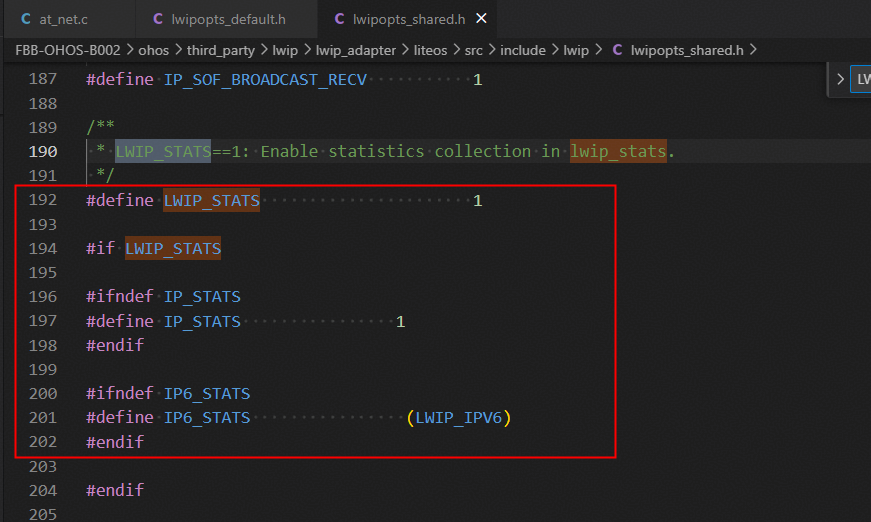 at_net.c lwipopts_default.h lwipopts_shared.h
FBB-OHOS-B002 > ohos > third_party > lwip > lwip_adapter > liteos > src > include > lwip > C lwipopts_shared.h >
187 #define IP_SOF_BROADCAST_RECV 1
LW
188
189 /**
190 * LWIP_STATS==1: Enable statistics collection in lwip_stats.
191 */
192 #define LWIP_STATS 1
193
194 #if LWIP_STATS
195
196 #ifndef IP_STATS
197 #define IP_STATS 1
198 #endif
199
200 #ifndef IP6_STATS
201 #define IP6_STATS (LWIP_IPV6)
202 #endif
203
204 #endif
205